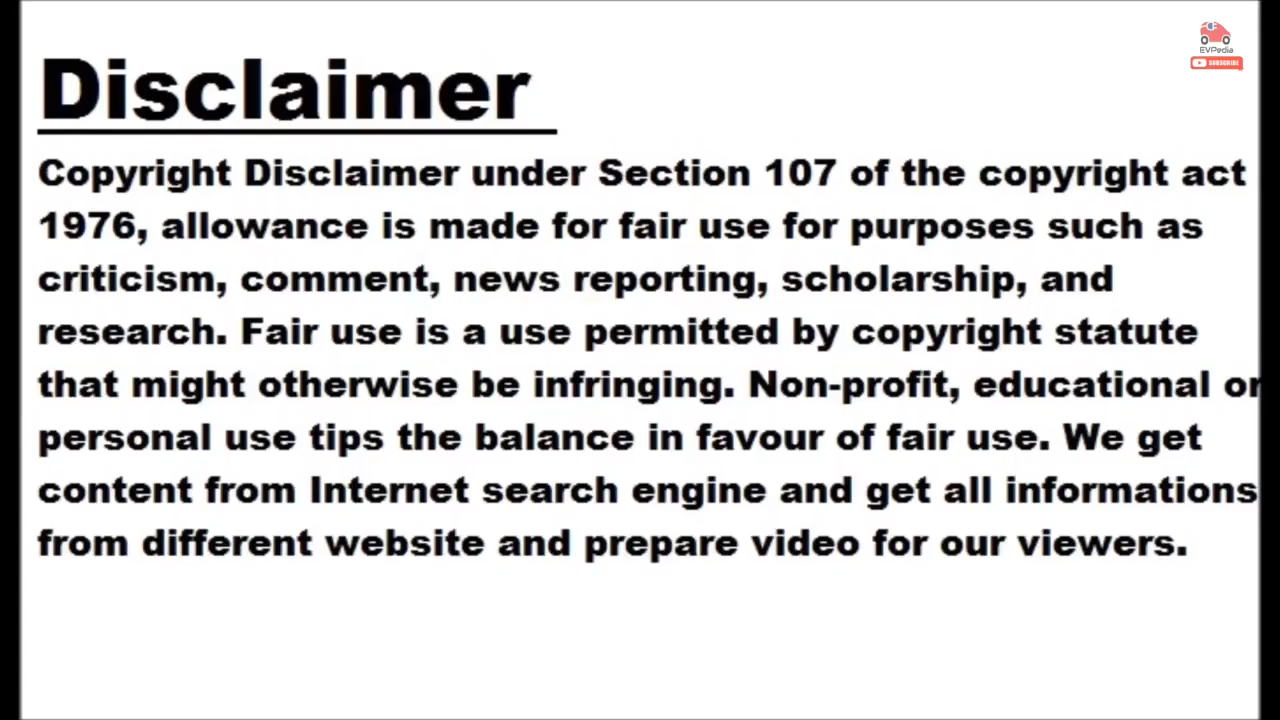 EVPedia
SUBSCRIBE
Disclaimer
Copyright Disclaimer under Section 107 of the copyright act
1976, allowance is made for fair use for purposes such as
criticism, comment, news reporting, scholarship, and
research. Fair use is a use permitted by copyright statute
that might otherwise be infringing. Non-profit, educational or
personal use tips the balance in favour of fair use. We get
content from Internet search engine and get all informations
from different website and prepare video for our viewers.